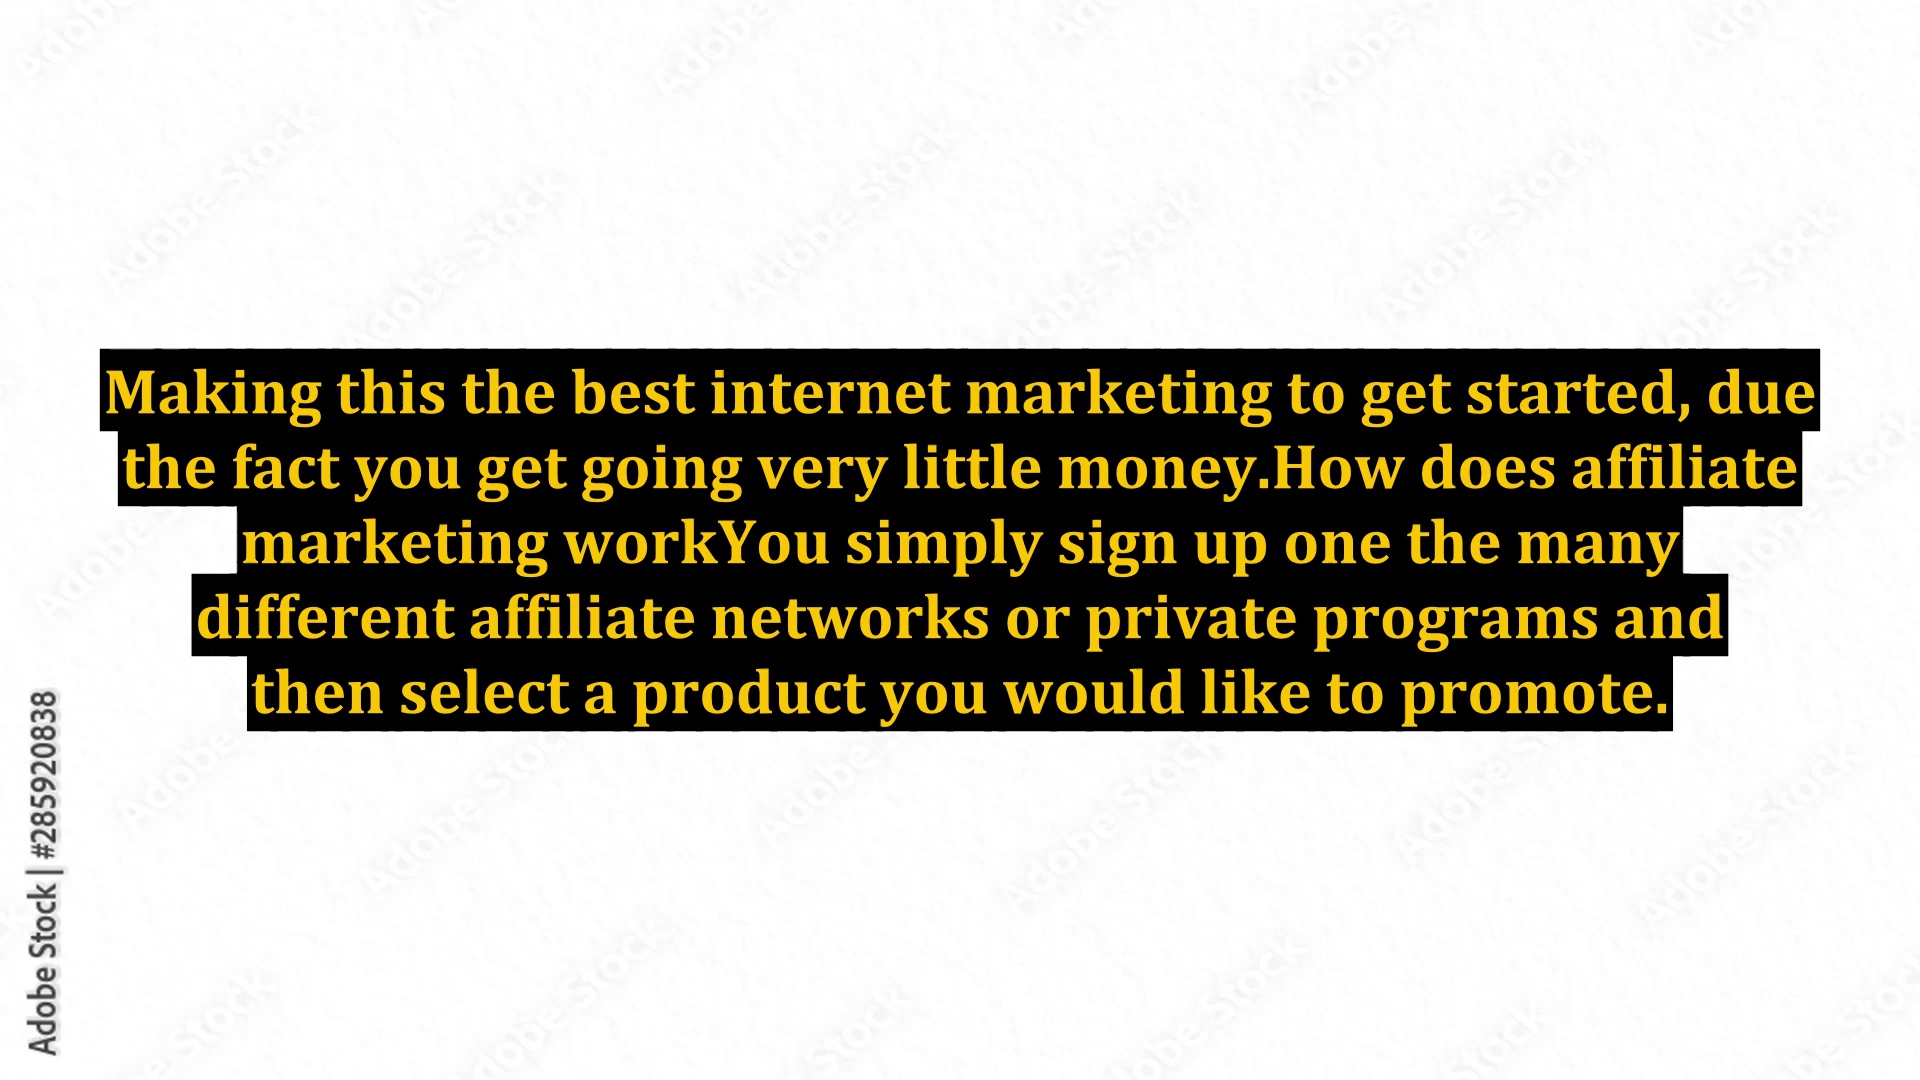 Making this the best internet marketing to get started, due
the fact you get going very little money.How does affiliate
marketing workYou simply sign up one the many
different affiliate networks or private programs and
then select a product you would like to promote.
Adobe Stock | #285920838